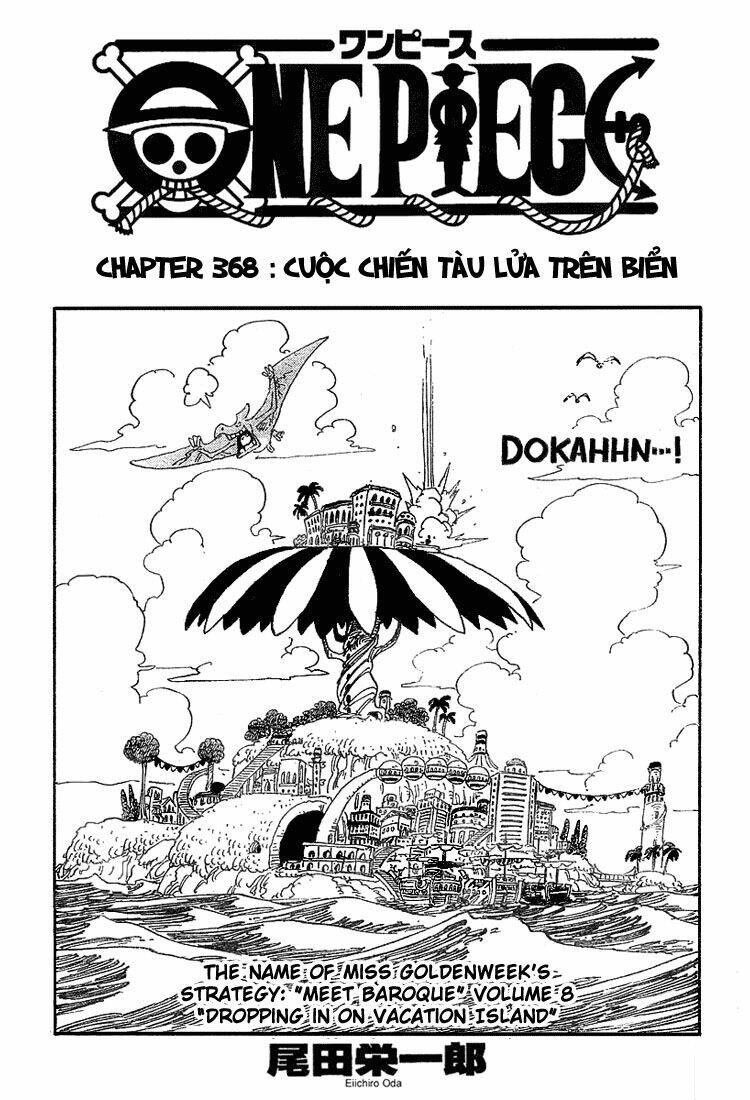 ワンピース
ONE PIECE
CHAPTER 368 : CUỘC CHIẾN TÀU LỬA TRÊN BIỂN
DOKAHHN...!
THE NAME OF MISS GOLDENWEEK'S
STRATEGY: "MEET BAROQUE" VOLUME 8
"DROPPING IN ON VACATION ISLAND"
尾田栄一郎
Eiichiro Oda